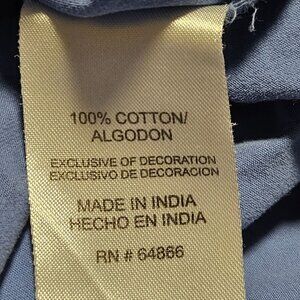 100% COTTON/
ALGODON
EXCLUSIVE OF DECORATION
EXCLUSIVO DE DECORACION
MADE IN INDIA
HECHO EN INDIA
RN # 64866